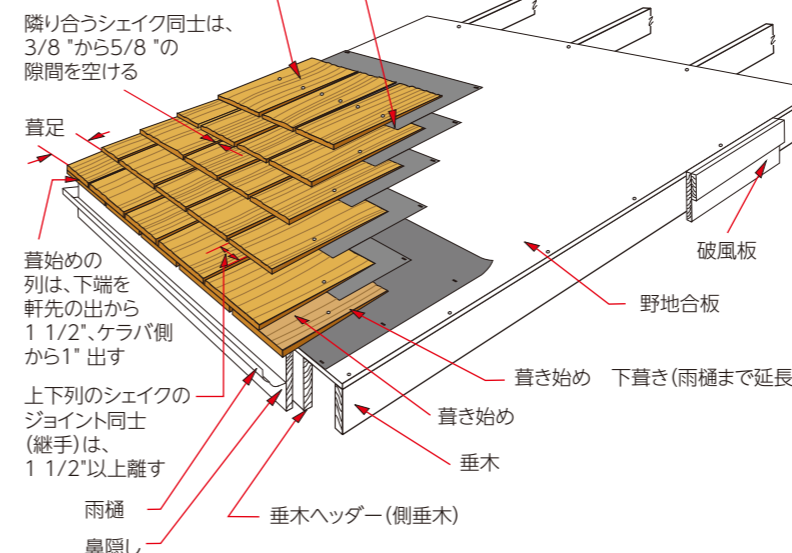 隣り合うシェイク同士は、
3/8 "から5/8 "の
隙間を空ける
葺足
葺始めの
列は、下端を
軒先の出から
1 1/2"、ケラバ側
から1" 出す
上下列のシェイクの
ジョイント同士
(継手)は、
1 1/2"以上離す
雨樋
鼻隠し
垂木ヘッダー(側垂木)
垂木
葺き始め
葺き始め　下葺き(雨樋まで延長
野地合板
破風板